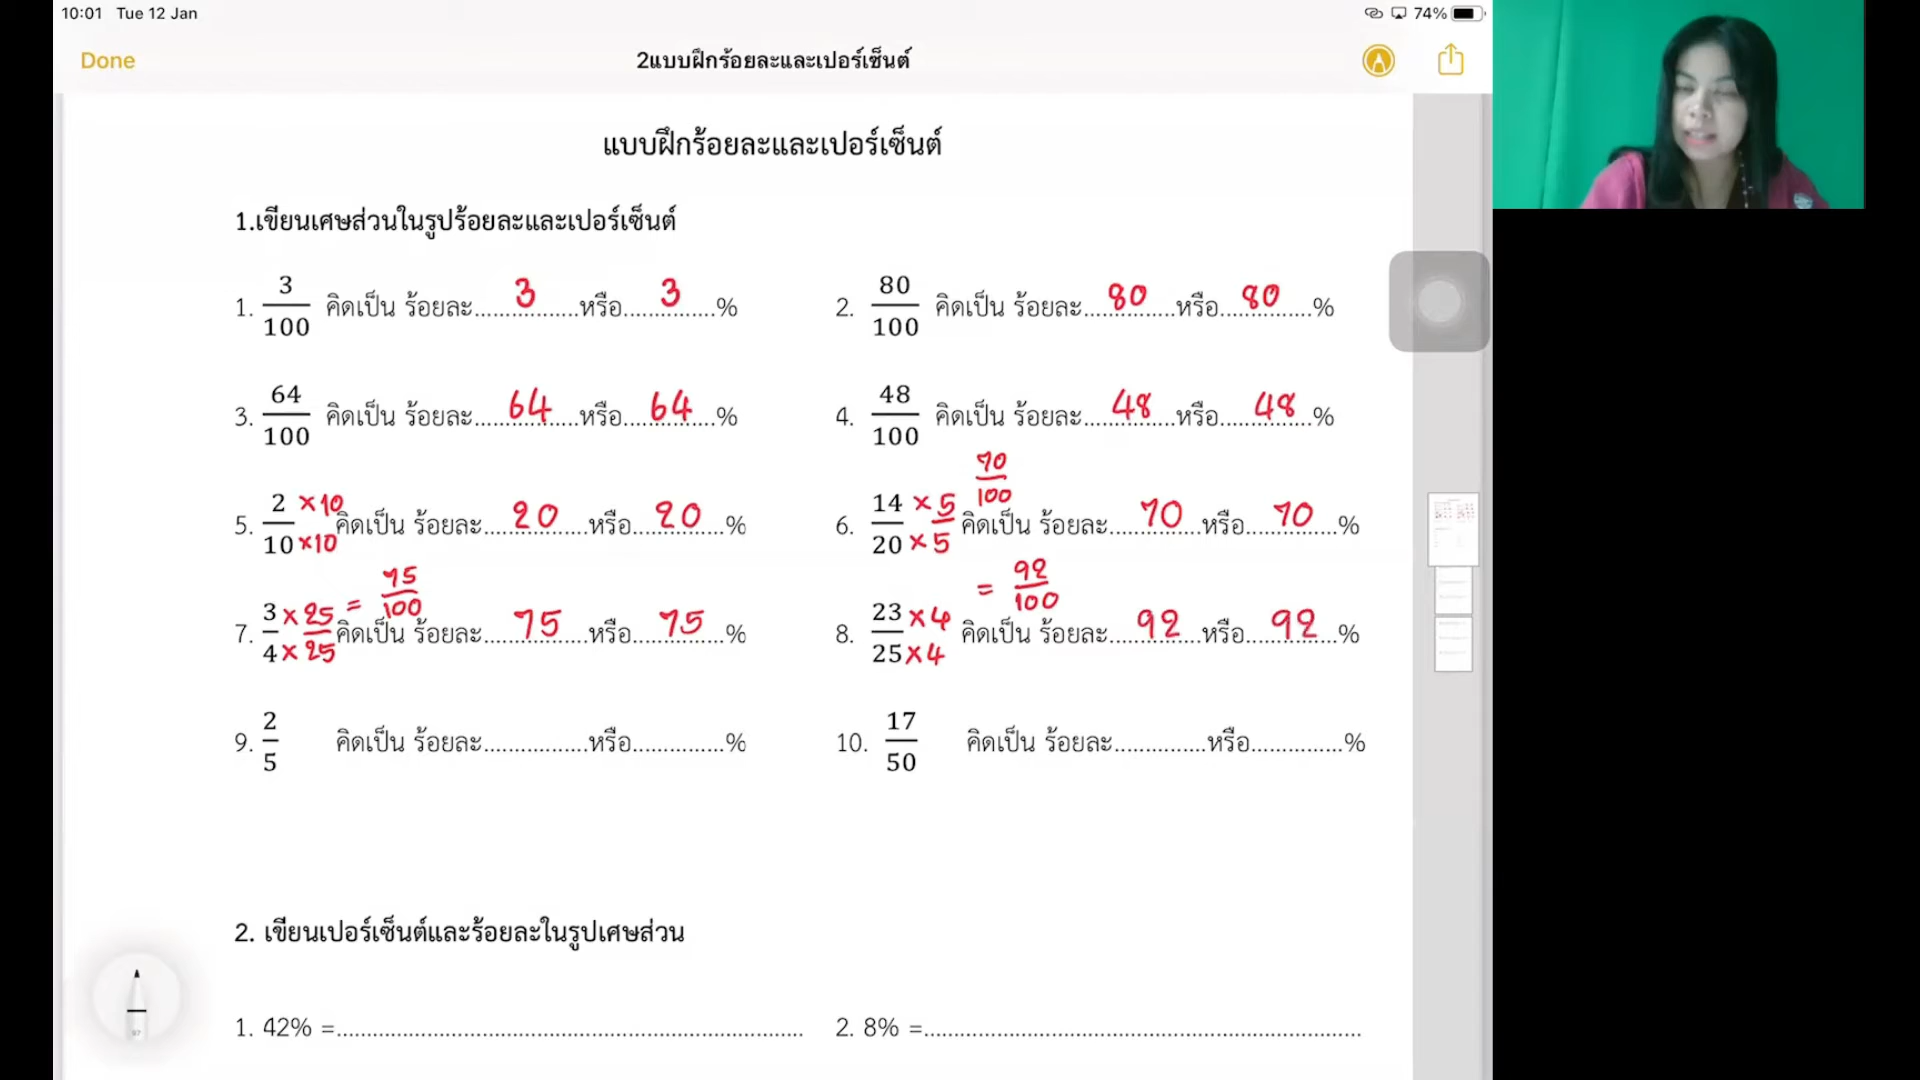 10:01 Tue 12 Jan 74%
Done 2แบบฝึกร้อยละและเปอร์เซ็นต์
แบบฝึกร้อยละและเปอร์เซ็นต์
1.เขียนเศษส่วนในรูปร้อยละและเปอร์เซ็นต์
1. 3/100 คิดเป็น ร้อยละ.....3.....หรือ.....3.....%
2. 80/100 คิดเป็น ร้อยละ.....80.....หรือ.....80.....%
3. 64/100 คิดเป็น ร้อยละ.....64.....หรือ.....64.....%
4. 48/100 คิดเป็น ร้อยละ.....48.....หรือ.....48.....%
5. 2/10 ×10/×10 คิดเป็น ร้อยละ.....20.....หรือ.....20.....%
6. 14/20 ×5/×5 70/100 คิดเป็น ร้อยละ.....70.....หรือ.....70.....%
7. 3/4 ×25/×25 = 75/100 คิดเป็น ร้อยละ.....75.....หรือ.....75.....%
8. 23/25 ×4/×4 = 92/100 คิดเป็น ร้อยละ.....92.....หรือ.....92.....%
9. 2/5 คิดเป็น ร้อยละ.................หรือ...............%
10. 17/50 คิดเป็น ร้อยละ...............หรือ...............%
2. เขียนเปอร์เซ็นต์และร้อยละในรูปเศษส่วน
1. 42% =..............................................................
2. 8% =..............................................................